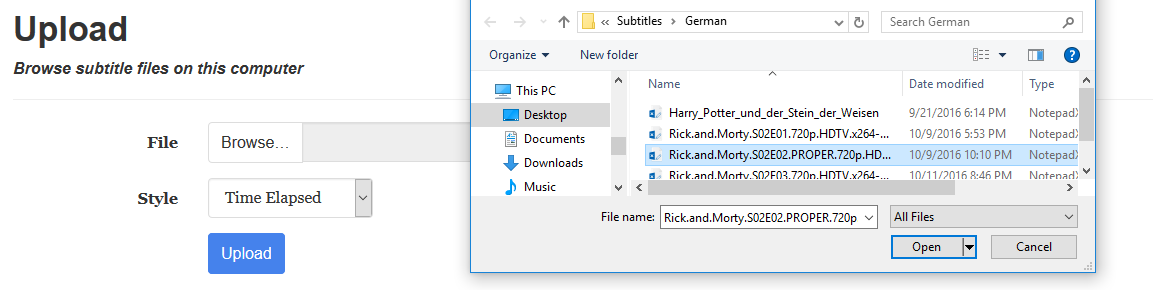 Upload
Browse subtitle files on this computer
File
Browse...
Style
Time Elapsed
Upload
« Subtitles › German
Search German
Organize
New folder
?
This PC
Desktop
Documents
Downloads
Music
Name
Date modified
Type
Harry_Potter_und_der_Stein_der_Weisen
9/21/2016 6:14 PM
NotepadX
Rick.and.Morty.S02E01.720p.HDTV.x264-...
10/9/2016 5:53 PM
NotepadX
Rick.and.Morty.S02E02.PROPER.720p.HD...
10/9/2016 10:10 PM
NotepadX
Rick.and.Morty.S02E03.720p.HDTV.x264-...
10/11/2016 8:46 PM
NotepadX
File name:
Rick.and.Morty.S02E02.PROPER.720p
All Files
Open
Cancel